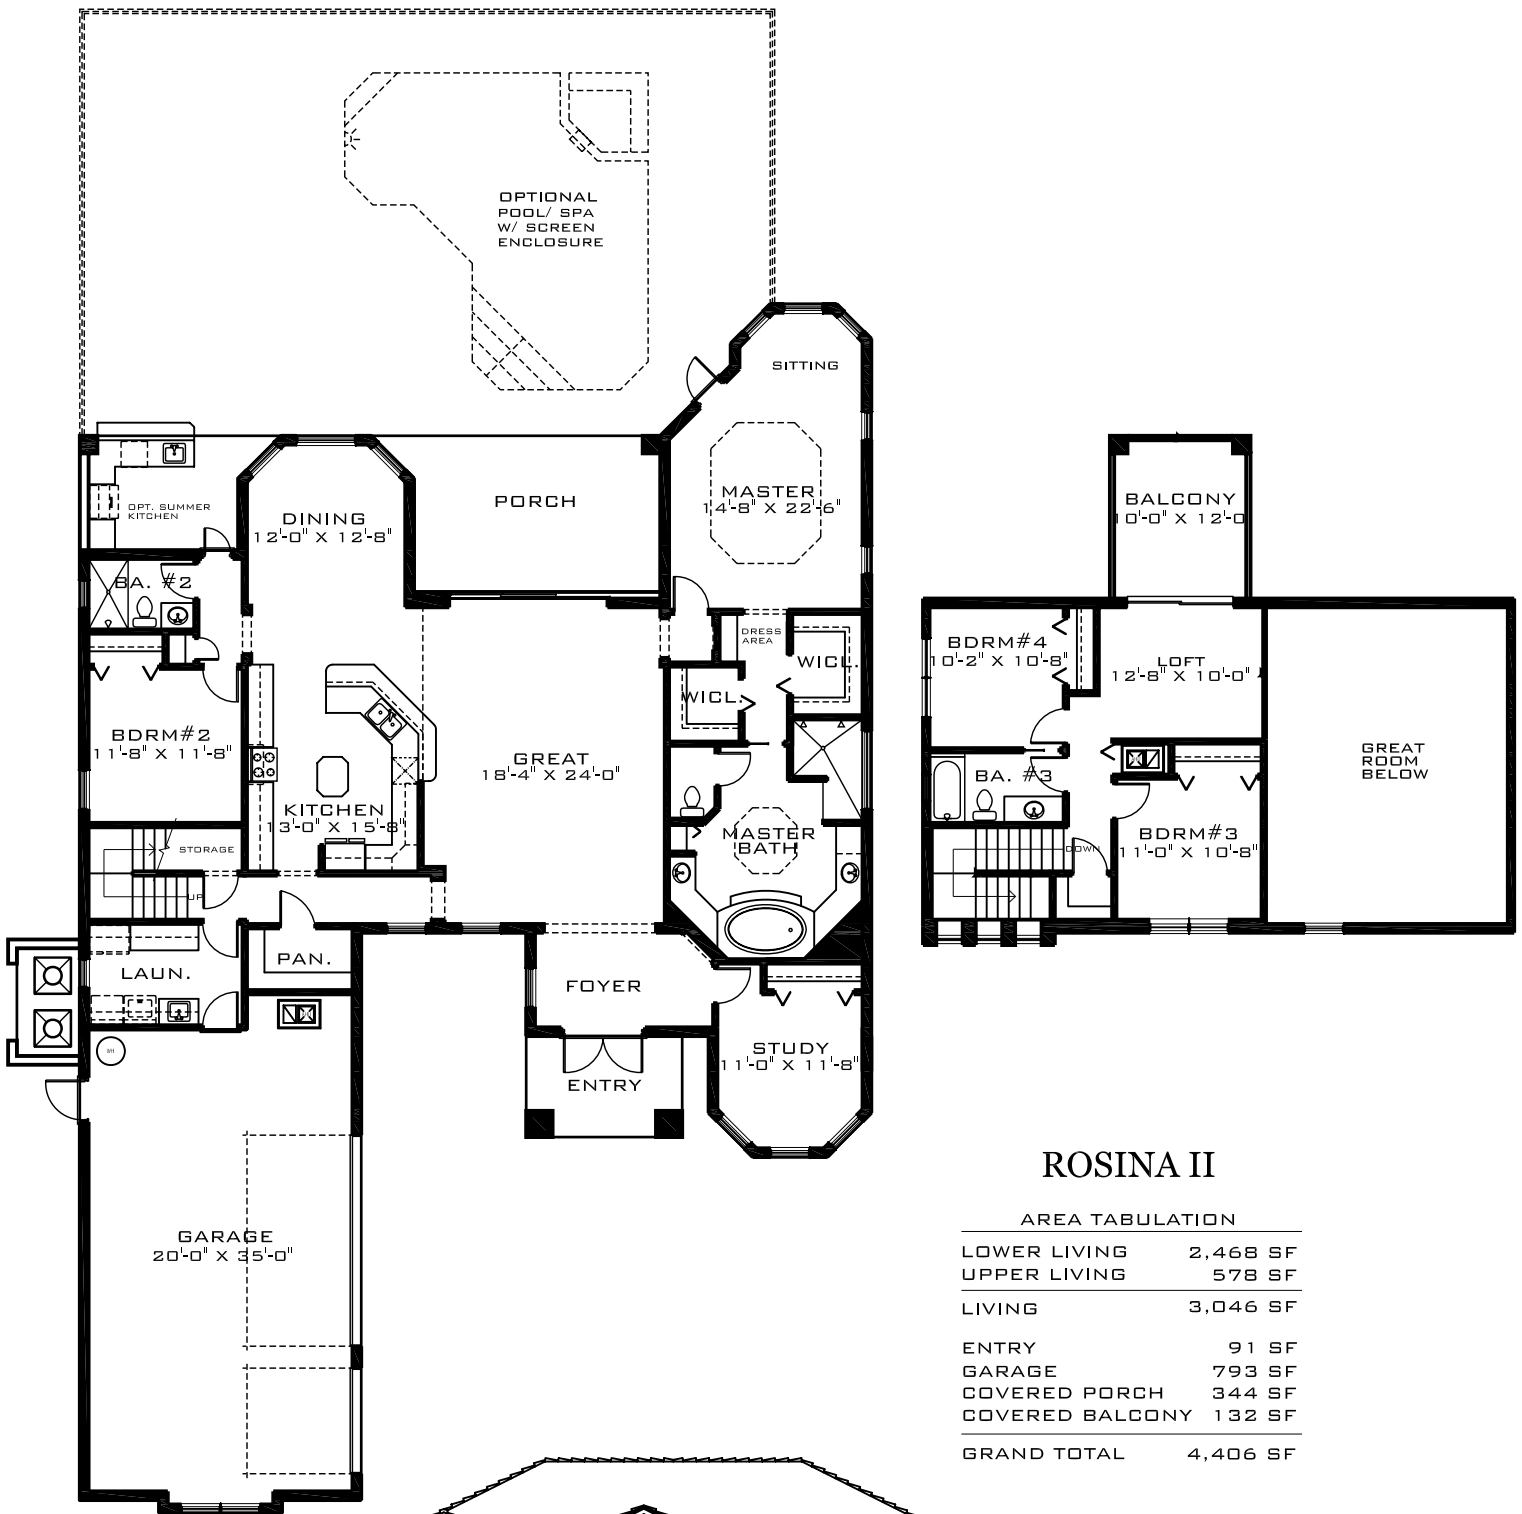 OPTIONAL
POOL/ SPA
W/ SCREEN
ENCLOSURE
SITTING
MASTER
14'-8" X 22'-6"
PORCH
OPT. SUMMER
KITCHEN
DINING
12'-0" X 12'-8"
BA. #2
DRESS
AREA
WICL.
WICL.
BDRM#2
11'-8" X 11'-8"
GREAT
18'-4" X 24'-0"
KITCHEN
13'-0" X 15'-8"
MASTER
BATH
STORAGE
UP
LAUN.
PAN.
FOYER
STUDY
11'-0" X 11'-8"
ENTRY
WH
GARAGE
20'-0" X 35'-0"
BALCONY
10'-0" X 12'-0
BDRM#4
10'-2" X 10'-8"
LOFT
12'-8" X 10'-0"
GREAT
ROOM
BELOW
BA. #3
BDRM#3
11'-0" X 10'-8"
DOWN
ROSINA II
AREA TABULATION
LOWER LIVING 2,468 SF
UPPER LIVING 578 SF
LIVING 3,046 SF
ENTRY 91 SF
GARAGE 793 SF
COVERED PORCH 344 SF
COVERED BALCONY 132 SF
GRAND TOTAL 4,406 SF